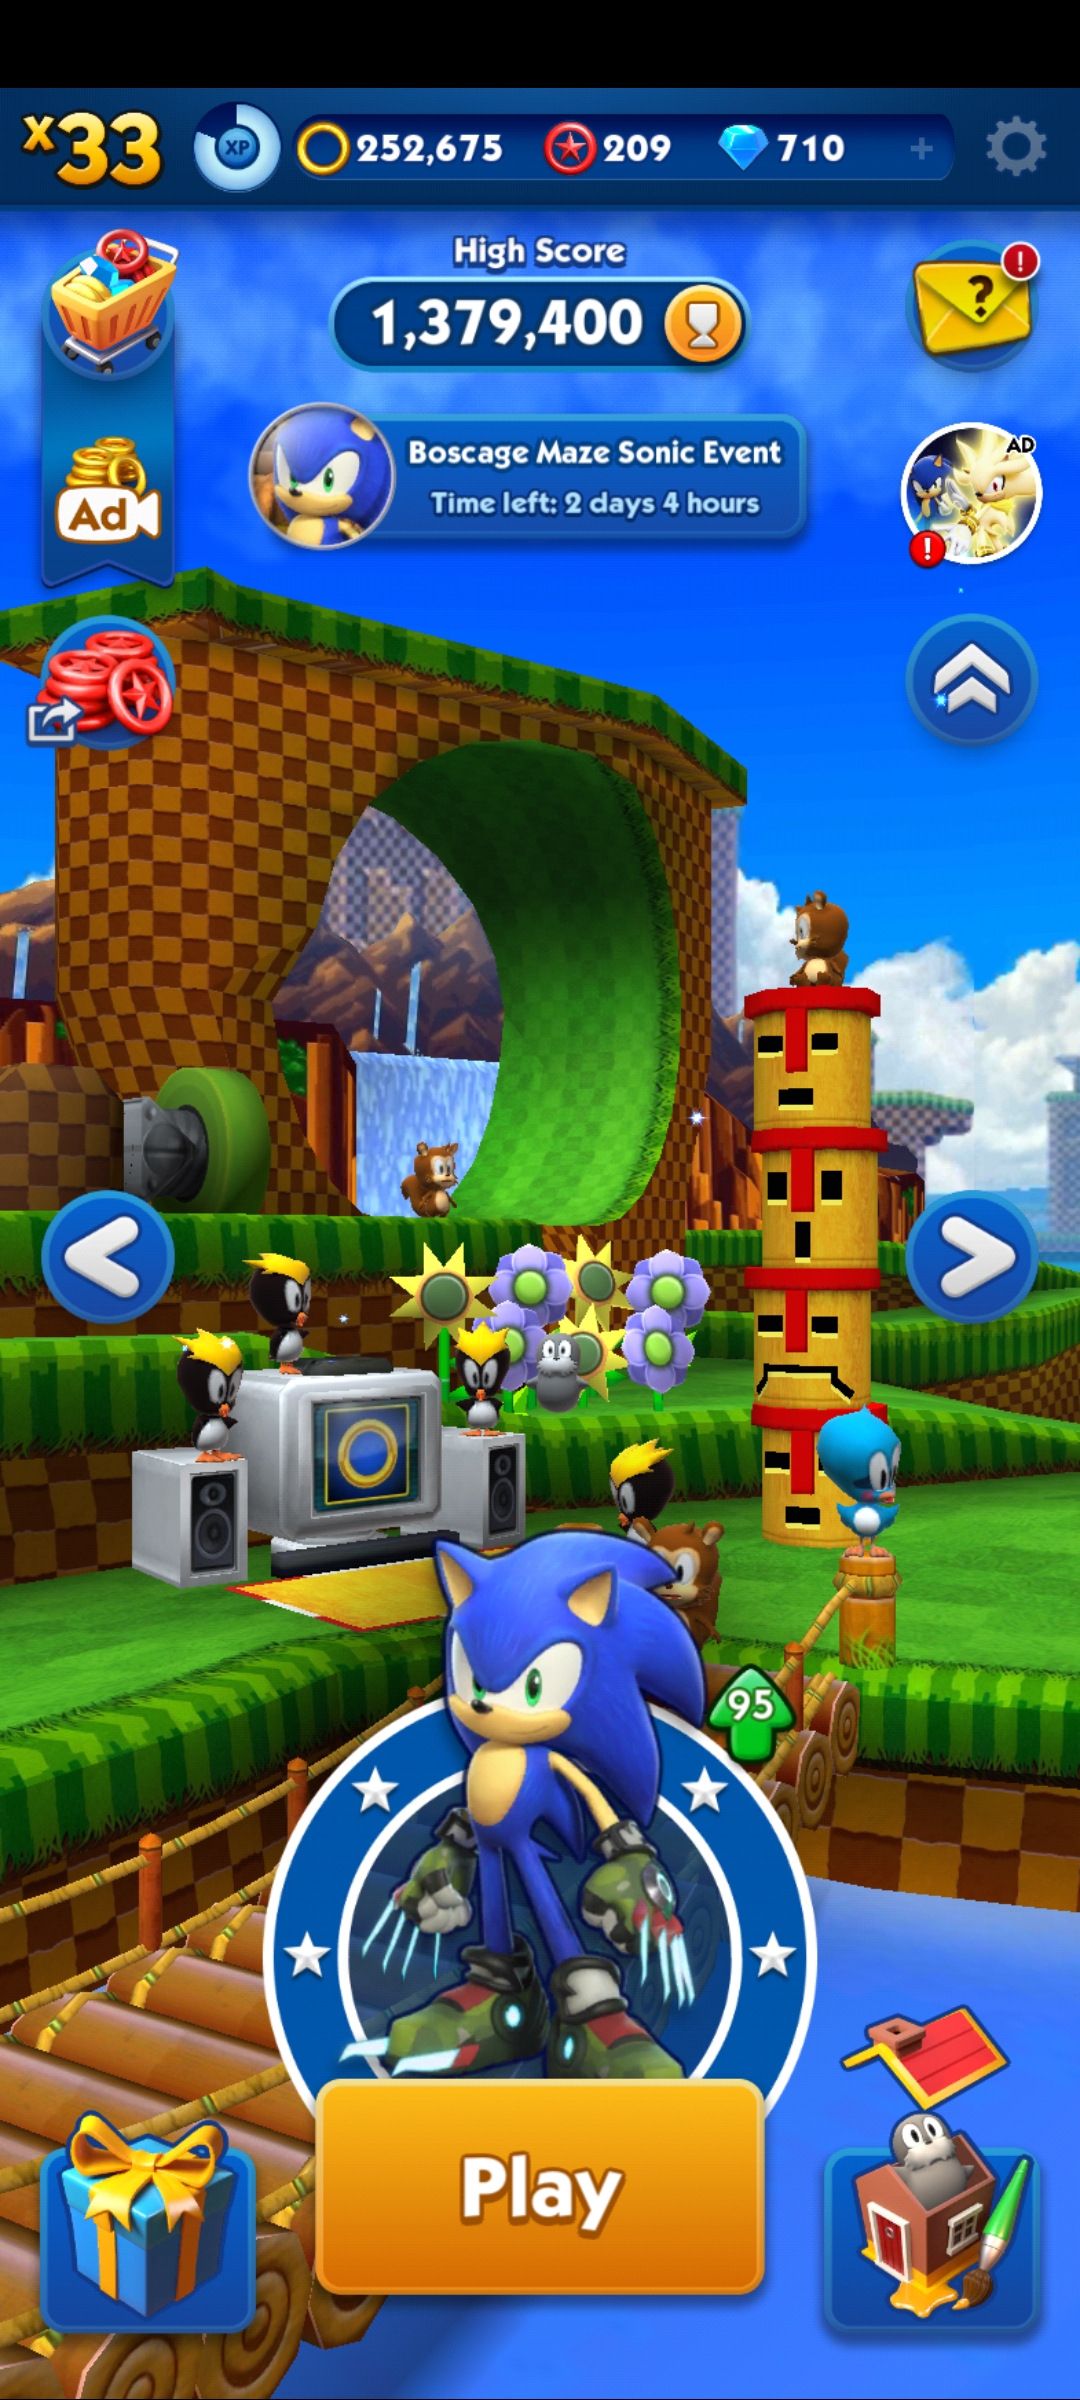 x33
XP
252,675
209
710
+
High Score
1,379,400
?
!
Boscage Maze Sonic Event
Time left: 2 days 4 hours
Ad
AD
!
95
Play